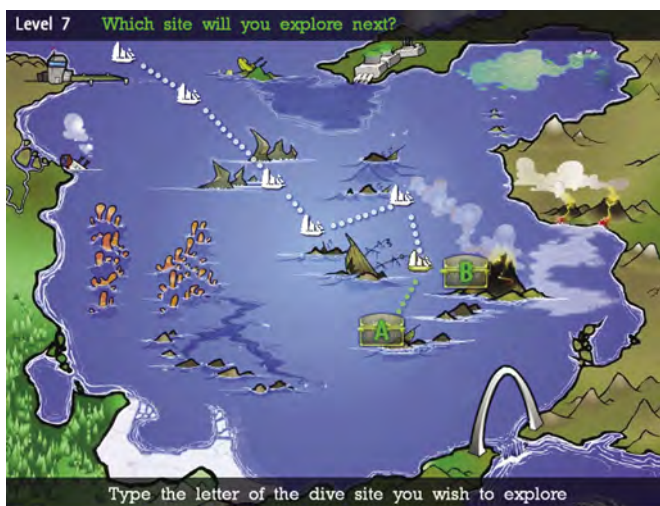 Level 7 Which site will you explore next?
B
A
Type the letter of the dive site you wish to explore